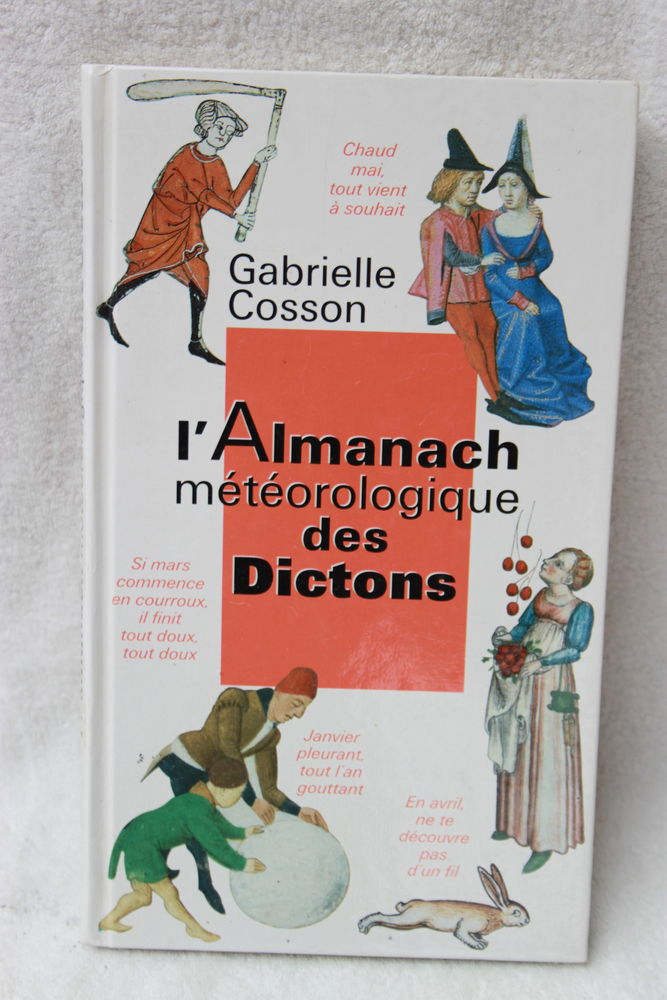 Chaud
mai,
tout vient
à souhait
Gabrielle
Cosson
l'Almanach
météorologique
des
Dictons
Si mars
commence
en courroux,
il finit
tout doux,
tout doux
Janvier
pleurant,
tout l'an
gouttant
En avril,
ne te
découvre
pas
d'un fil